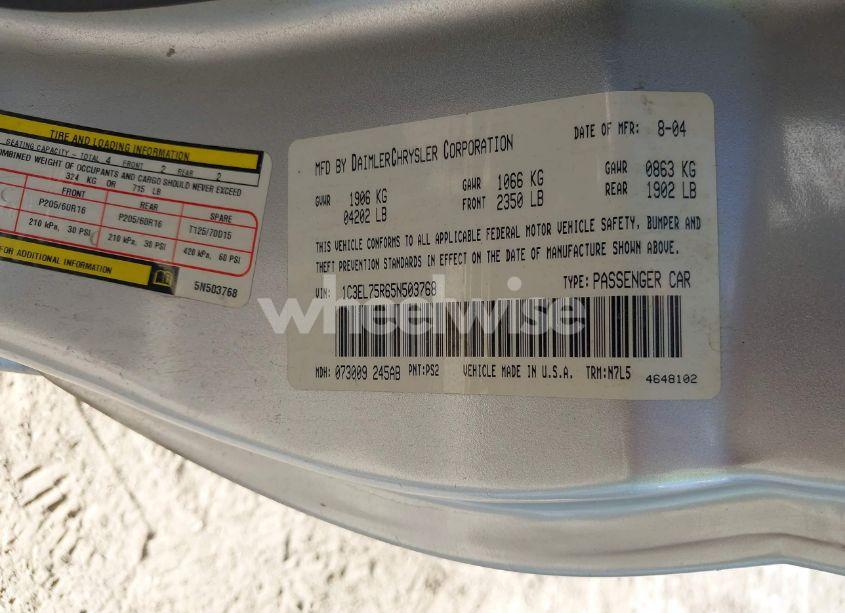 TIRE AND LOADING INFORMATION
SEATING CAPACITY - TOTAL 4 FRONT 2 REAR 2
COMBINED WEIGHT OF OCCUPANTS AND CARGO SHOULD NEVER EXCEED
324 KG OR 715 LB
FRONT REAR SPARE
P205/60R16 P205/60R16 T125/70D15
210 kPa, 30 PSI 210 kPa, 30 PSI 420 kPa, 60 PSI
FOR ADDITIONAL INFORMATION
5N503768
MFD BY DAIMLERCHRYSLER CORPORATION DATE OF MFR: 8-04
GVWR 1906 KG GAWR 1066 KG GAWR 0863 KG
04202 LB FRONT 2350 LB REAR 1902 LB
THIS VEHICLE CONFORMS TO ALL APPLICABLE FEDERAL MOTOR VEHICLE SAFETY, BUMPER AND
THEFT PREVENTION STANDARDS IN EFFECT ON THE DATE OF MANUFACTURE SHOWN ABOVE.
VIN: 1C3EL75R65N503768 TYPE: PASSENGER CAR
wheelwise
MDH: 073009 245AB PNT: PS2 VEHICLE MADE IN U.S.A. TRM: N7L5 4648102